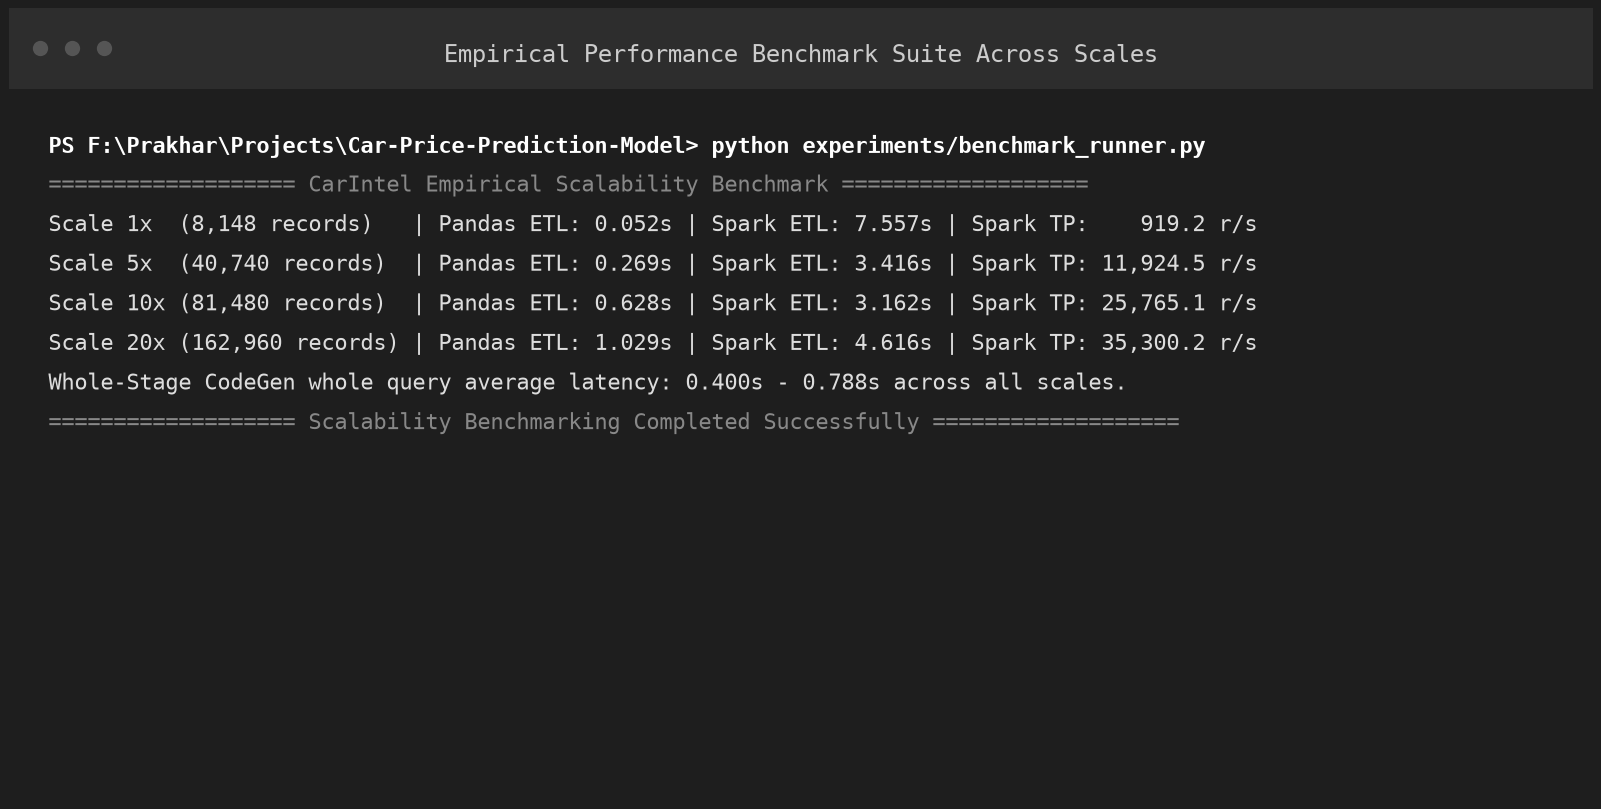 Empirical Performance Benchmark Suite Across Scales
PS F:\Prakhar\Projects\Car-Price-Prediction-Model> python experiments/benchmark_runner.py
=================== CarIntel Empirical Scalability Benchmark ===================
Scale 1x  (8,148 records)   | Pandas ETL: 0.052s | Spark ETL: 7.557s | Spark TP:    919.2 r/s
Scale 5x  (40,740 records)  | Pandas ETL: 0.269s | Spark ETL: 3.416s | Spark TP: 11,924.5 r/s
Scale 10x (81,480 records)  | Pandas ETL: 0.628s | Spark ETL: 3.162s | Spark TP: 25,765.1 r/s
Scale 20x (162,960 records) | Pandas ETL: 1.029s | Spark ETL: 4.616s | Spark TP: 35,300.2 r/s
Whole-Stage CodeGen whole query average latency: 0.400s - 0.788s across all scales.
=================== Scalability Benchmarking Completed Successfully ===================